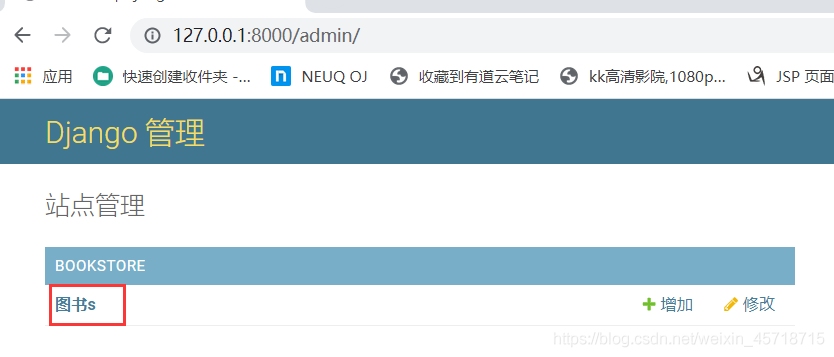 127.0.0.1:8000/admin/
应用 快速创建收件夹 -... NEUQ OJ 收藏到有道云笔记 kk高清影院,1080p... JSP 页面
Django 管理
站点管理
BOOKSTORE
图书s 增加 修改
https://blog.csdn.net/weixin_45718715